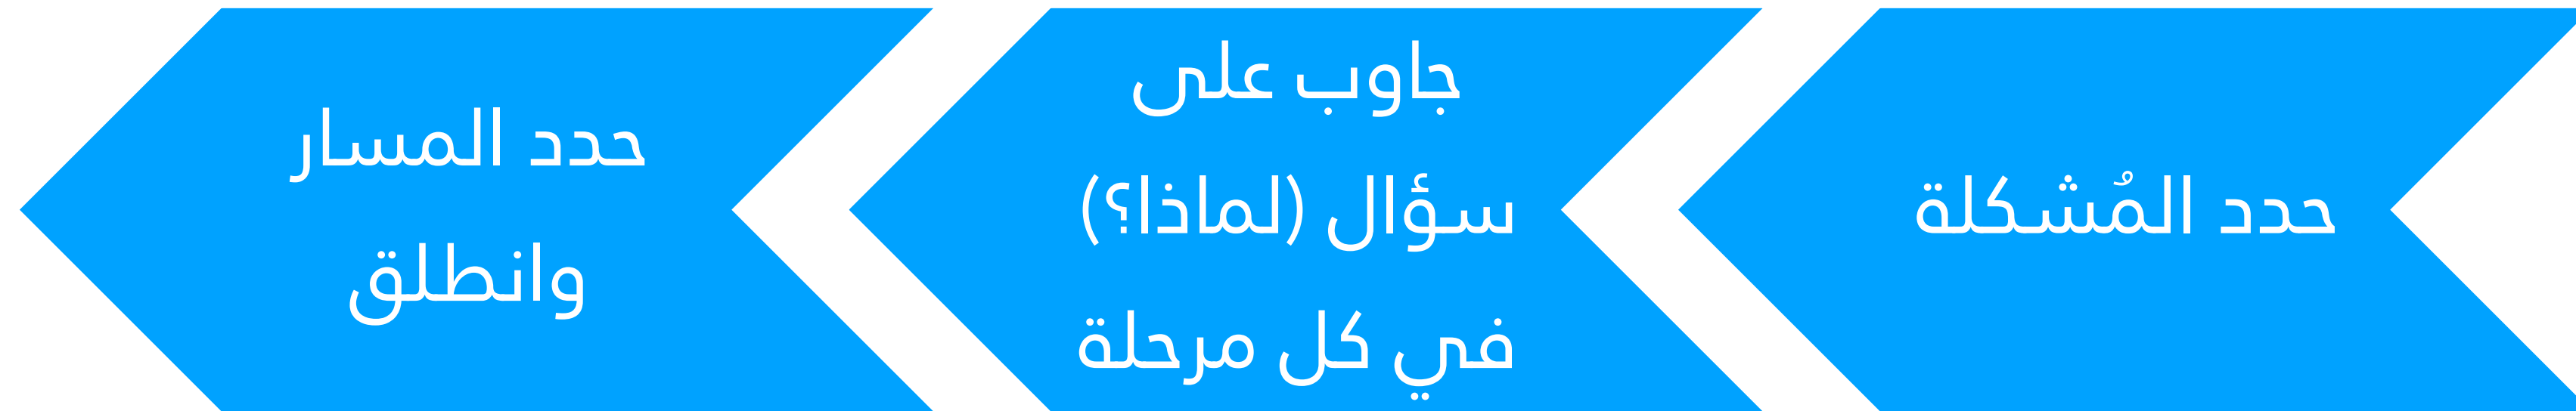 حدد المُشكلة
جاوب على
سؤال (لماذا؟)
في كل مرحلة
حدد المسار
وانطلق